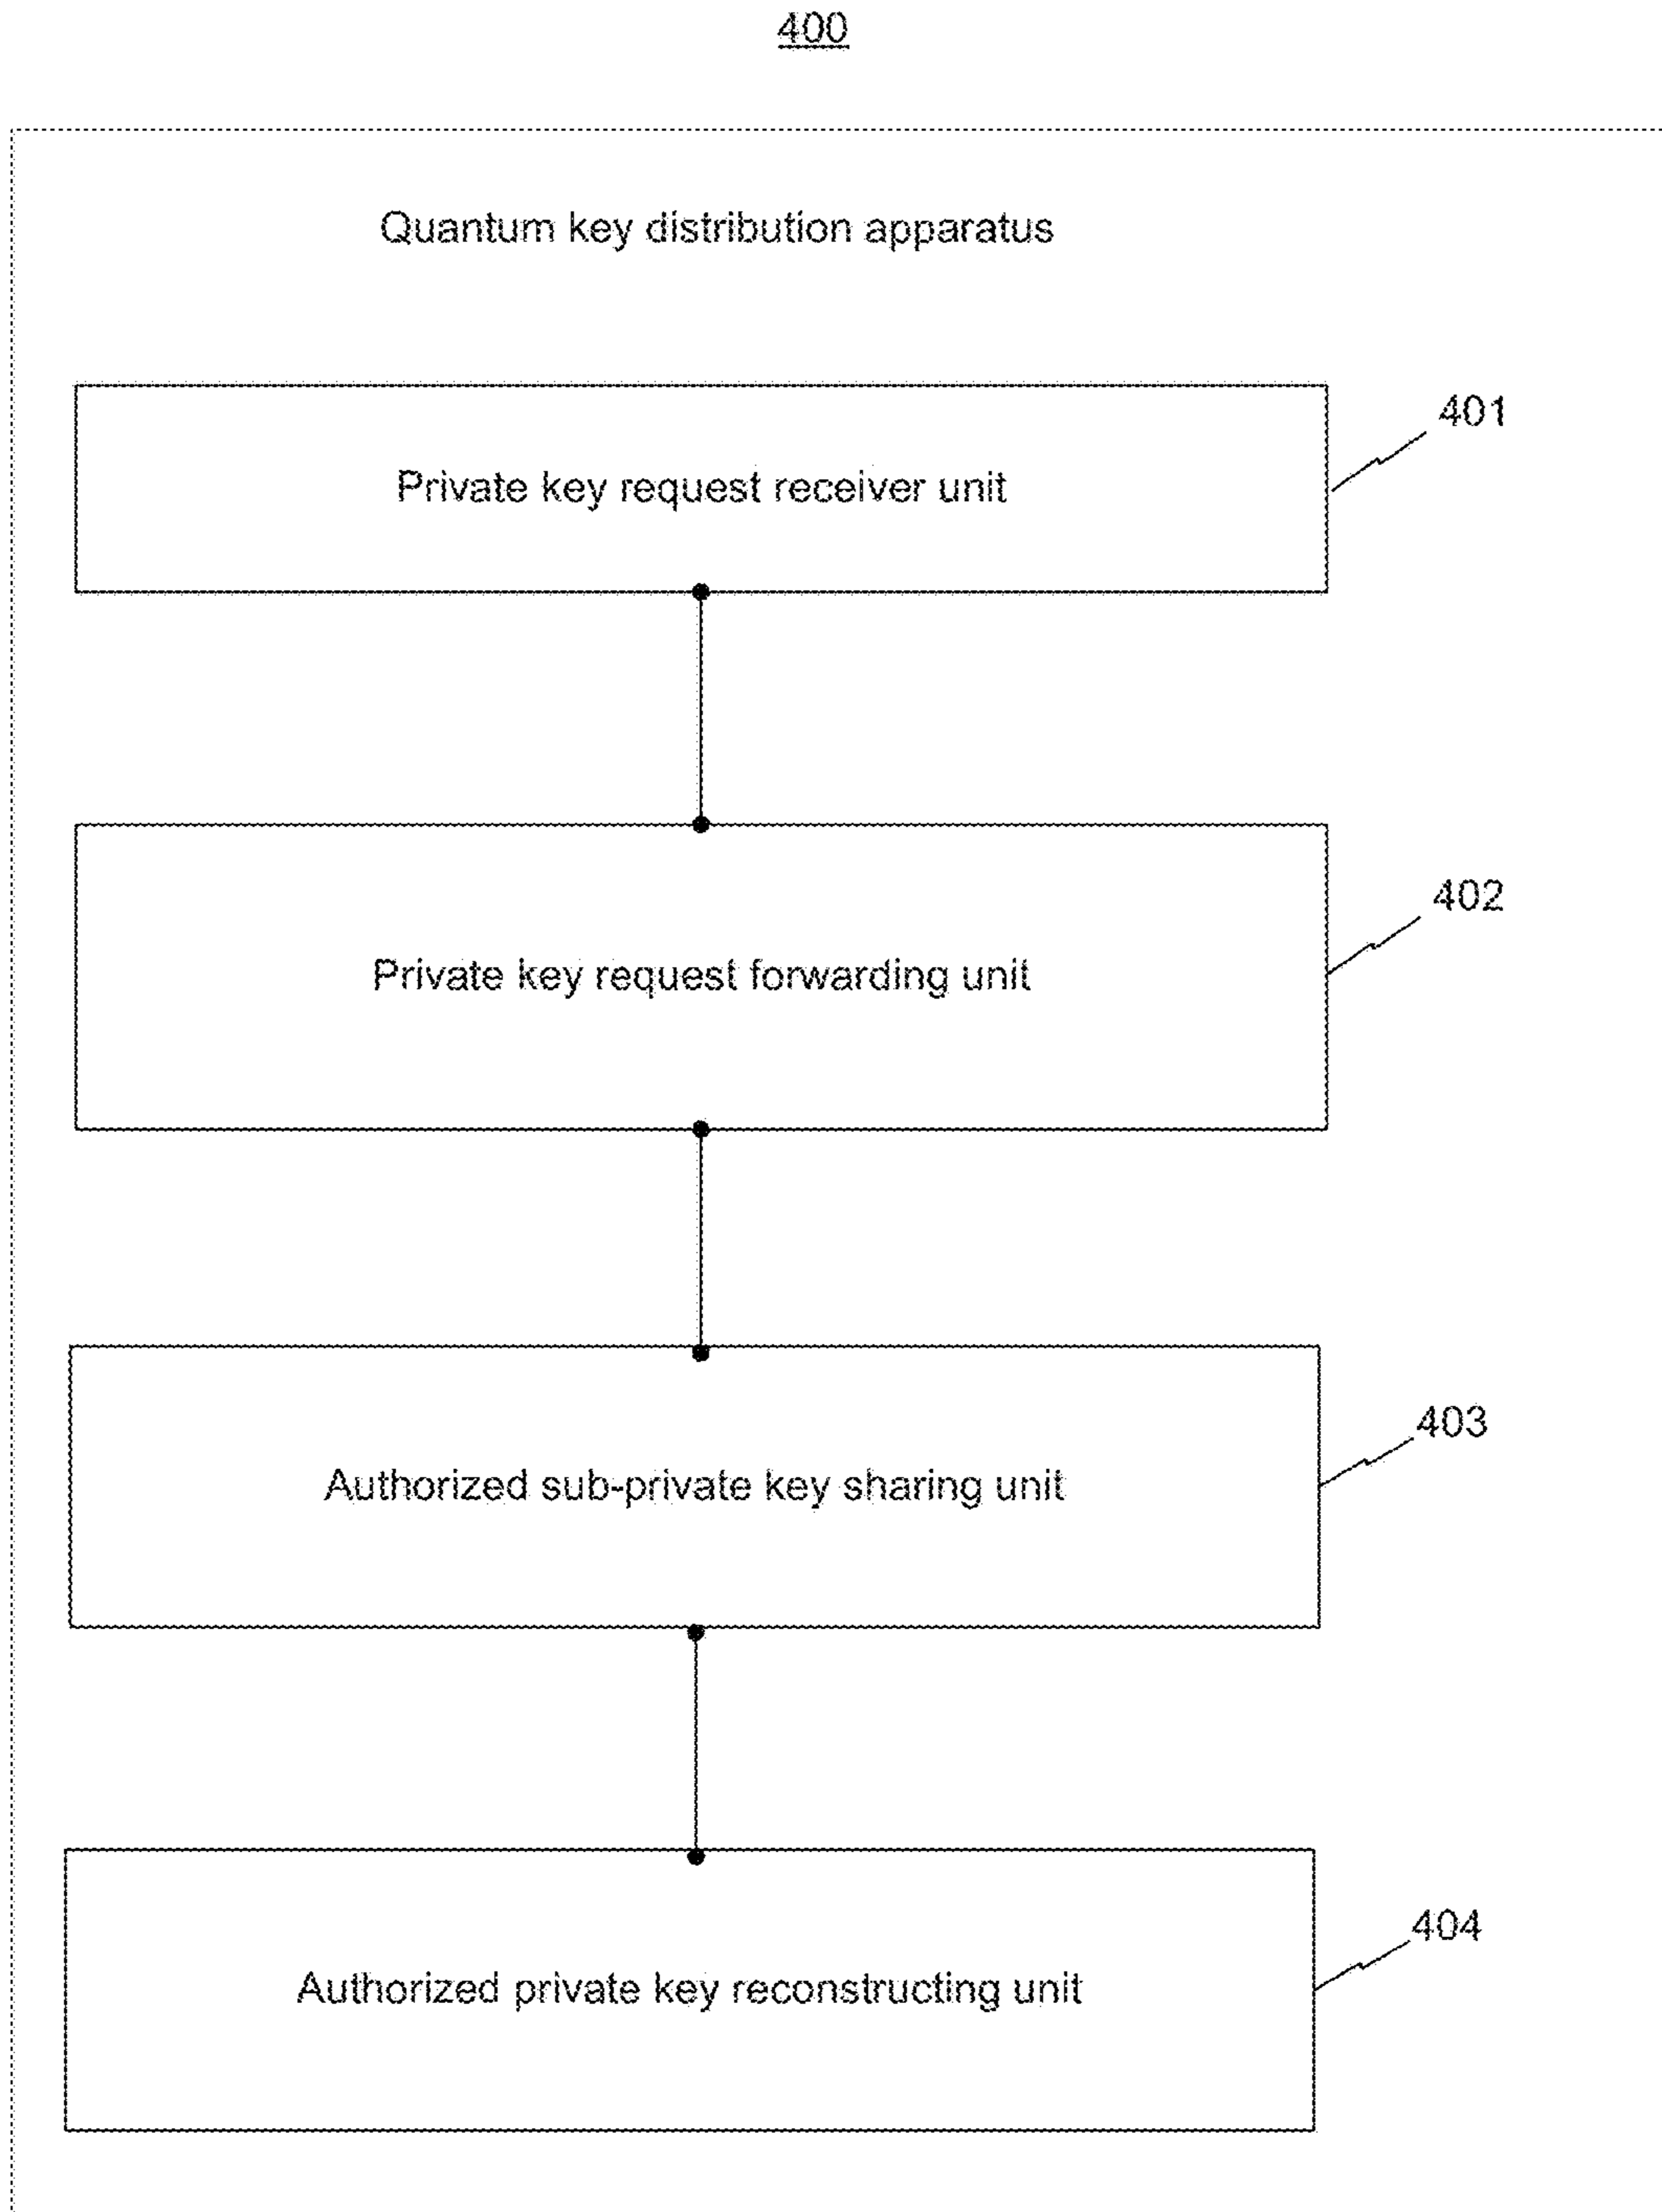 400
Quantum key distribution apparatus
401
Private key request receiver unit
402
Private key request forwarding unit
403
Authorized sub-private key sharing unit
404
Authorized private key reconstructing unit